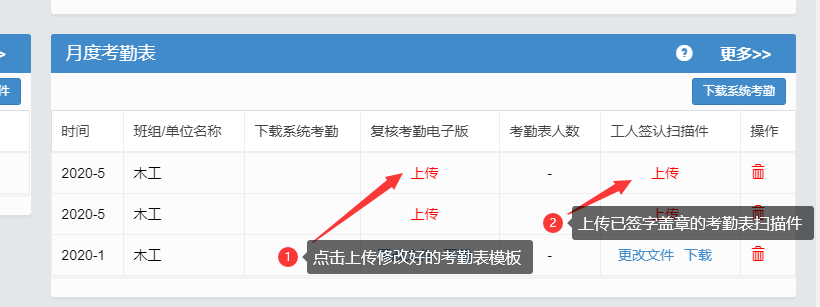 >
月度考勤表 ? 更多>>
件 下载系统考勤
时间 班组/单位名称 下载系统考勤 复核考勤电子版 考勤表人数 工人签认扫描件 操作
2020-5 木工 上传 - 上传
2020-5 木工 上传
2 上传已签字盖章的考勤表扫描件
2020-1 木工 更改文件 下载
1 点击上传修改好的考勤表模板